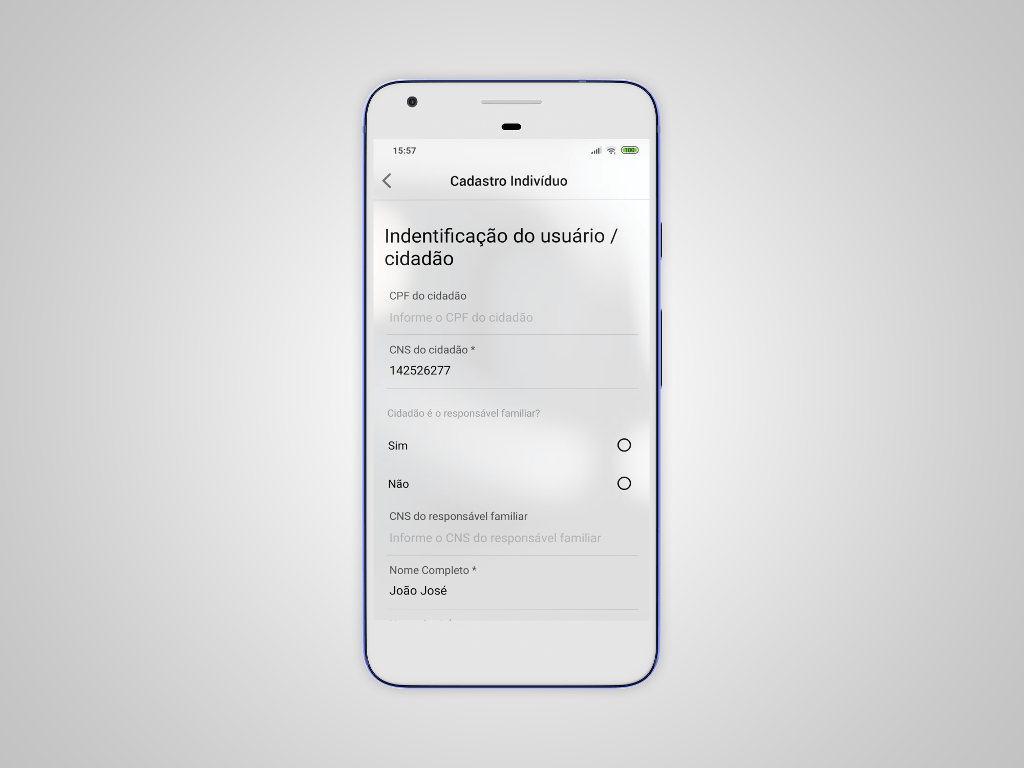 15:57
100
Cadastro Indivíduo
Indentificação do usuário /
cidadão
CPF do cidadão
Informe o CPF do cidadão
CNS do cidadão *
142526277
Cidadão é o responsável familiar?
Sim
Não
CNS do responsável familiar
Informe o CNS do responsável familiar
Nome Completo *
João José